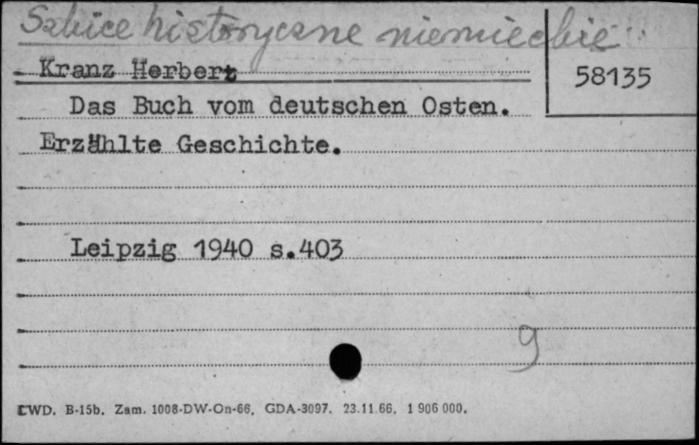 Szkice historyczne niemieckie
Kranz Herbert
58135
Das Buch vom deutschen Osten.
Erzählte Geschichte.
Leipzig 1940 s.403
9
LWD. B-15b. Zam. 1008-DW-On-66. GDA-3097. 23.11.66. 1 906 000.